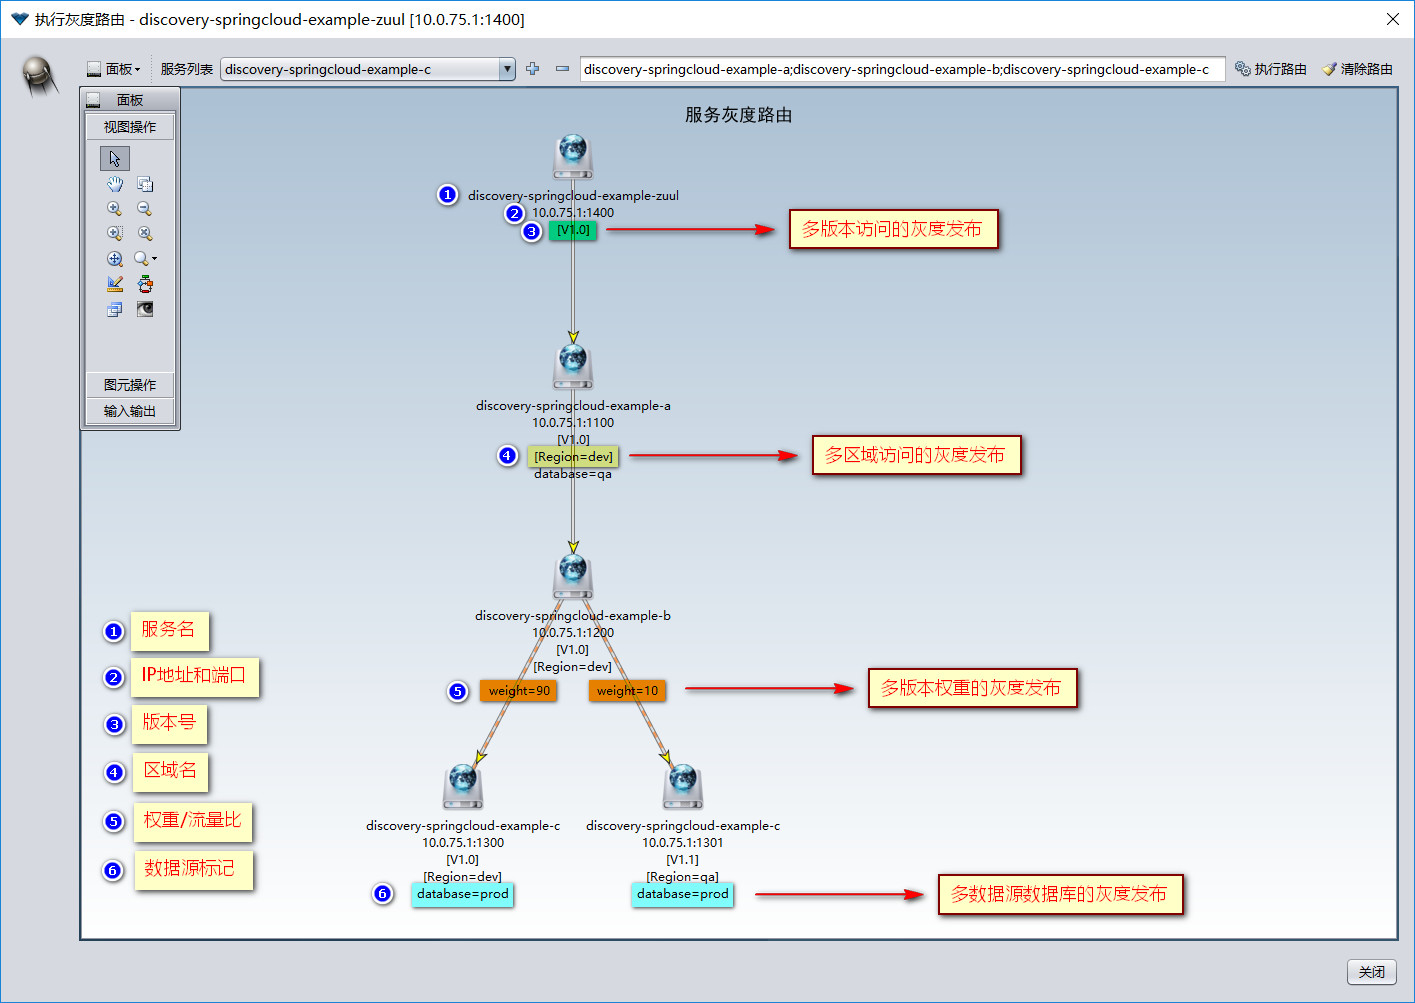 执行灰度路由 - discovery-springcloud-example-zuul [10.0.75.1:1400]
面板 服务列表 discovery-springcloud-example-c discovery-springcloud-example-a;discovery-springcloud-example-b;discovery-springcloud-example-c 执行路由 清除路由
面板
视图操作
图元操作
输入输出
服务灰度路由
1 discovery-springcloud-example-zuul
2 10.0.75.1:1400
3 [V1.0]
多版本访问的灰度发布
discovery-springcloud-example-a
10.0.75.1:1100
[V1.0]
4 [Region=dev]
database=qa
多区域访问的灰度发布
discovery-springcloud-example-b
10.0.75.1:1200
[V1.0]
[Region=dev]
5 weight=90 weight=10
多版本权重的灰度发布
discovery-springcloud-example-c
10.0.75.1:1300
[V1.0]
[Region=dev]
6 database=prod
discovery-springcloud-example-c
10.0.75.1:1301
[V1.1]
[Region=qa]
database=prod
多数据源数据库的灰度发布
1 服务名
2 IP地址和端口
3 版本号
4 区域名
5 权重/流量比
6 数据源标记
关闭